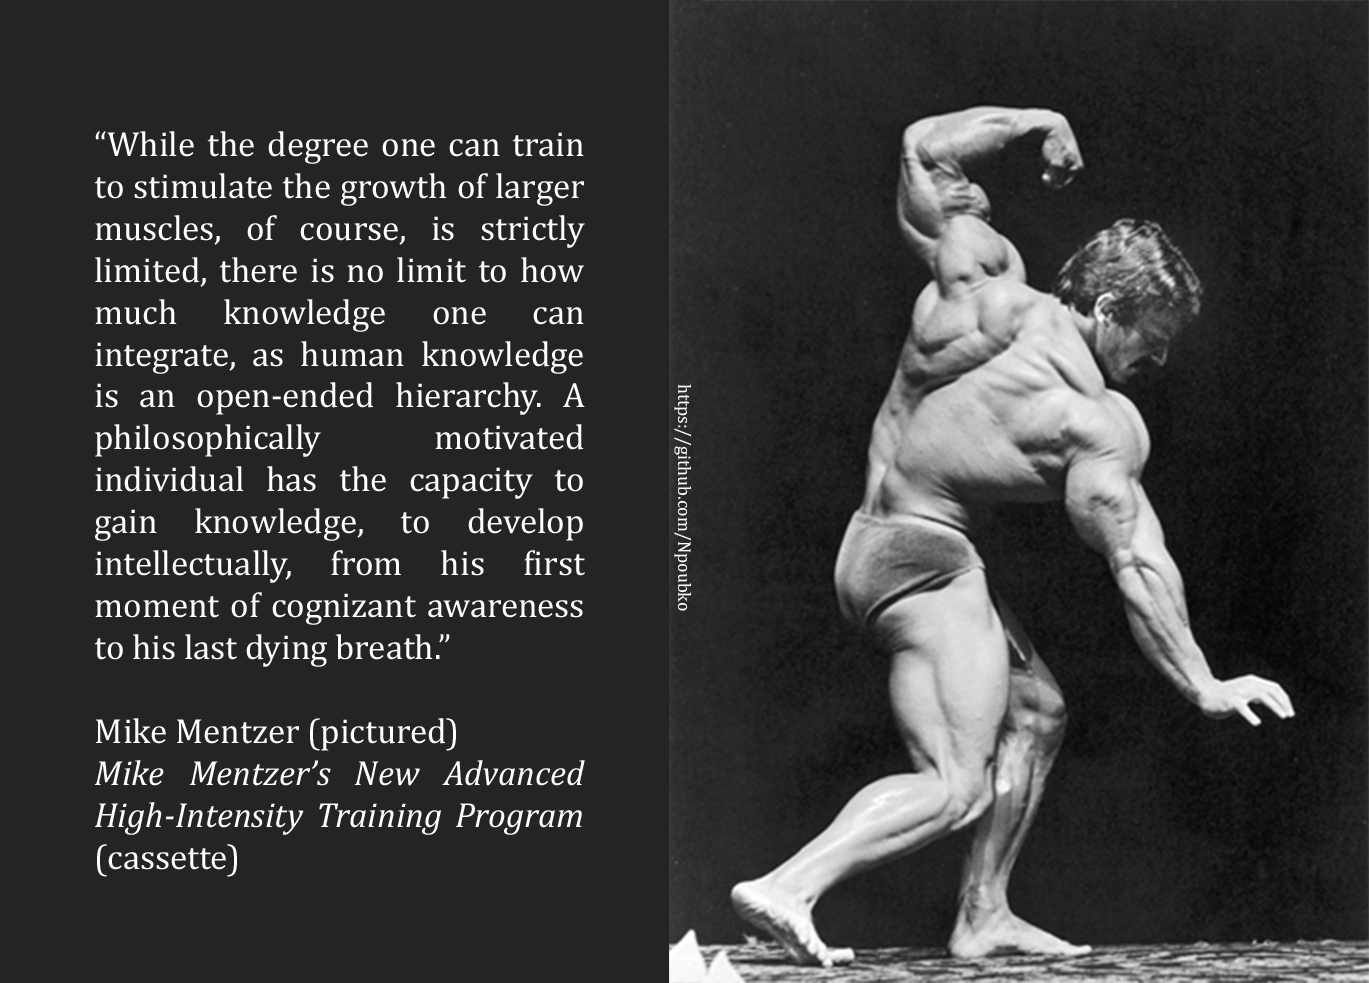 “While the degree one can train
to stimulate the growth of larger
muscles, of course, is strictly
limited, there is no limit to how
much knowledge one can
integrate, as human knowledge
is an open-ended hierarchy. A
philosophically motivated
individual has the capacity to
gain knowledge, to develop
intellectually, from his first
moment of cognizant awareness
to his last dying breath.”
Mike Mentzer (pictured)
Mike Mentzer’s New Advanced
High-Intensity Training Program
(cassette)
https://github.com/Npoubko